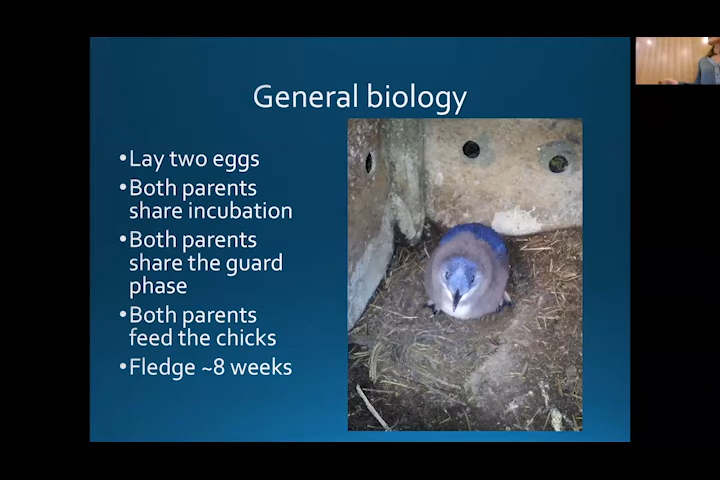 General biology
•Lay two eggs
•Both parents
share incubation
•Both parents
share the guard
phase
•Both parents
feed the chicks
•Fledge ~8 weeks